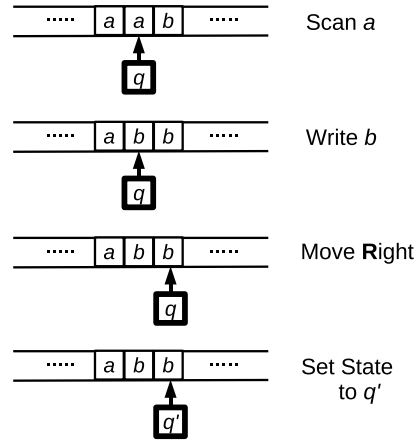 ..... a a b ..... Scan a
q
..... a b b ..... Write b
q
..... a b b ..... Move Right
q
..... a b b ..... Set State
to q'
q'